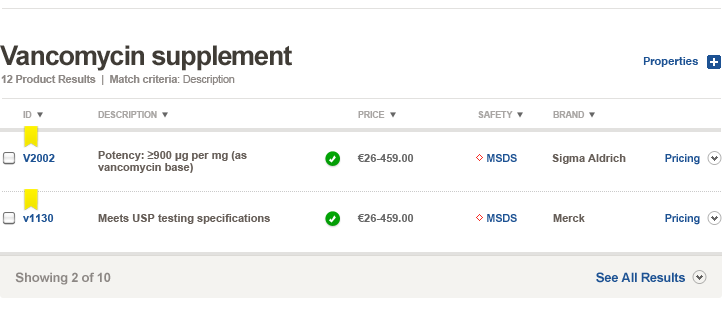 Vancomycin supplement
Properties
12 Product Results | Match criteria: Description
ID DESCRIPTION PRICE SAFETY BRAND
V2002 Potency: ≥900 µg per mg (as vancomycin base) €26-459.00 MSDS Sigma Aldrich Pricing
v1130 Meets USP testing specifications €26-459.00 MSDS Merck Pricing
Showing 2 of 10 See All Results